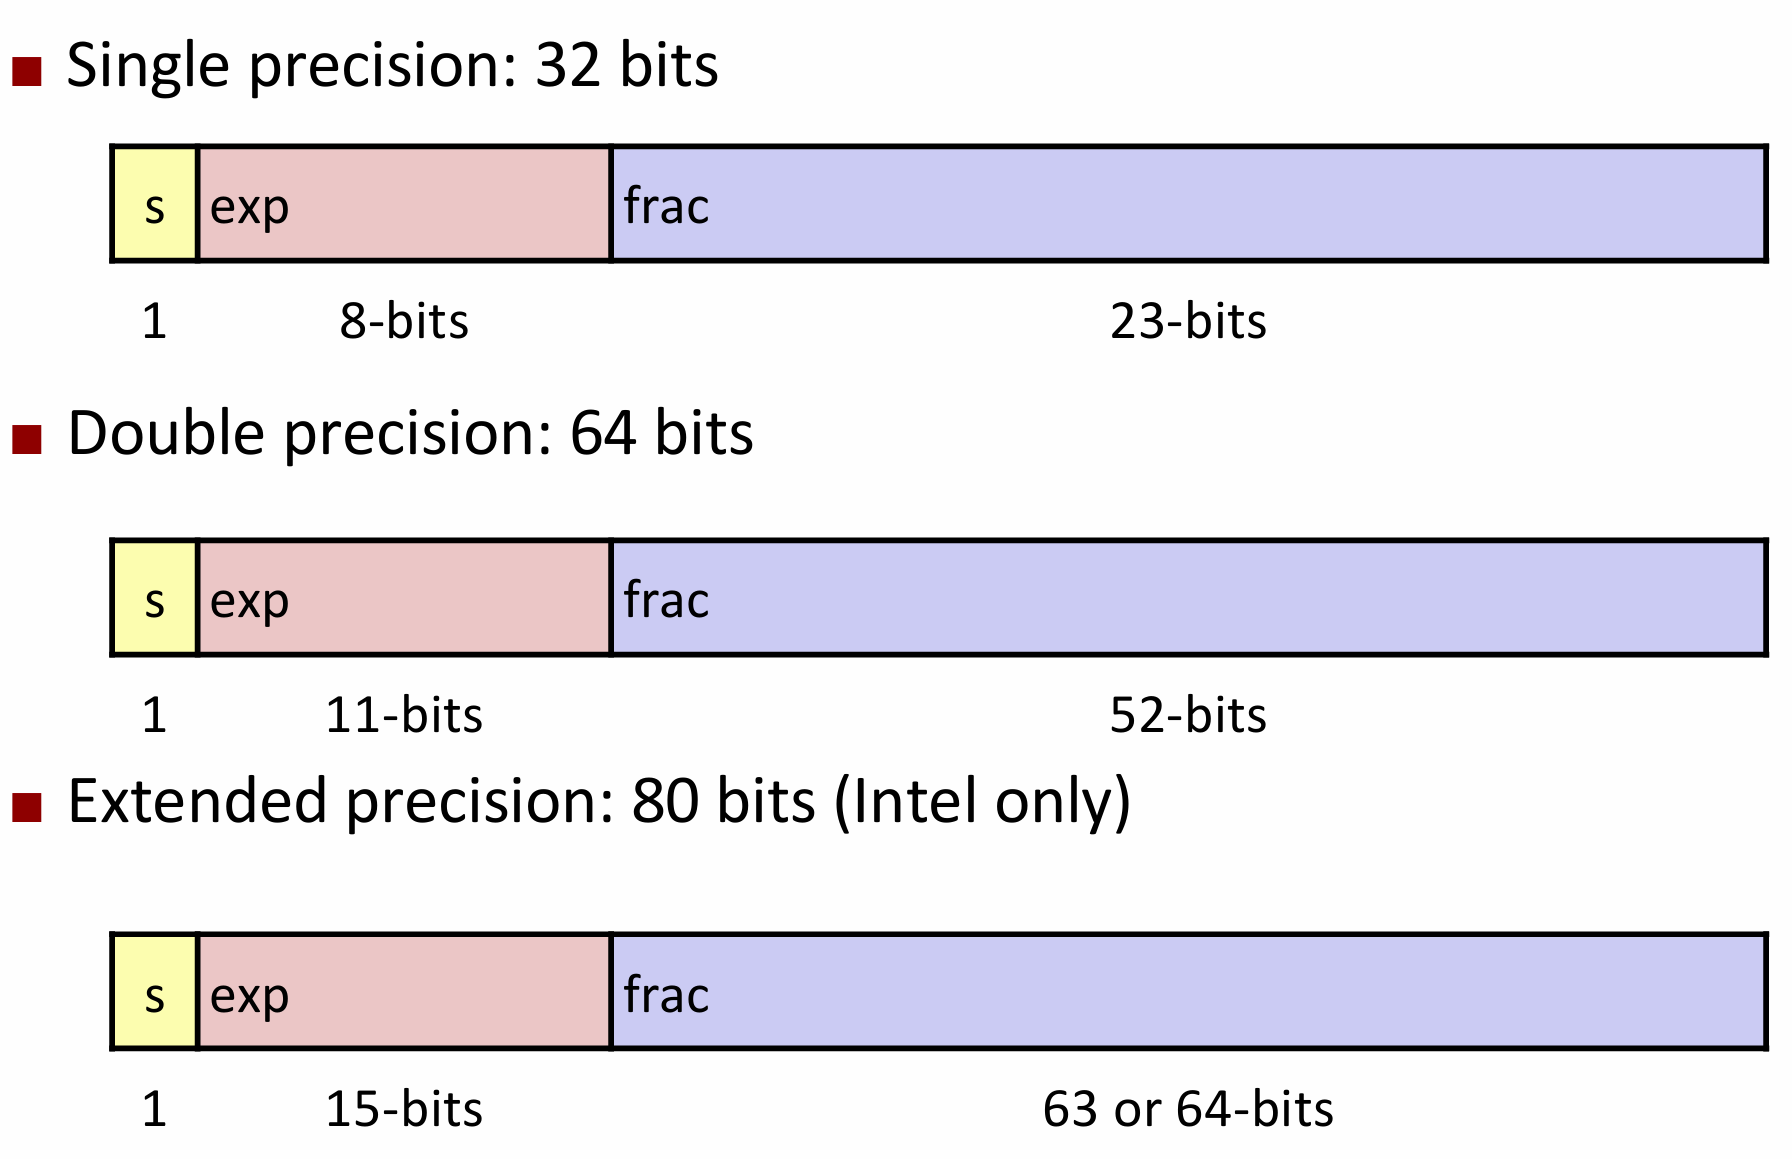 Single precision: 32 bits
s exp frac
1 8-bits 23-bits
Double precision: 64 bits
s exp frac
1 11-bits 52-bits
Extended precision: 80 bits (Intel only)
s exp frac
1 15-bits 63 or 64-bits